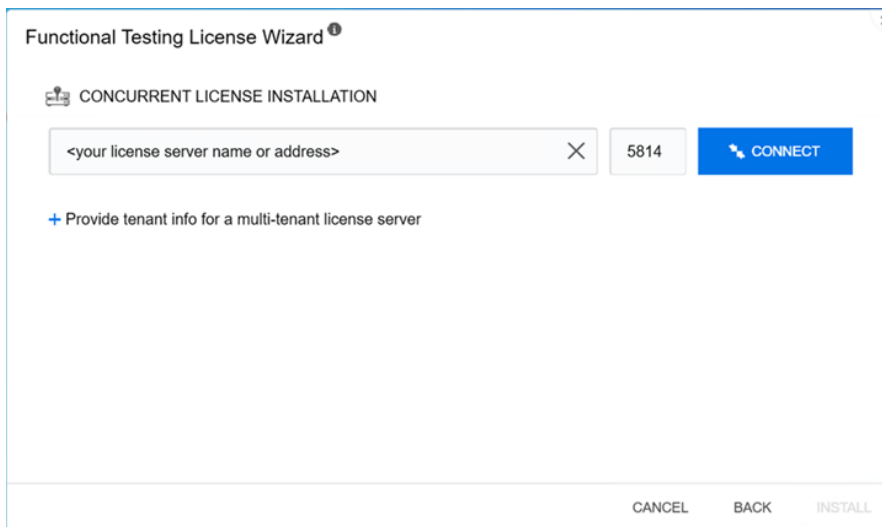 Functional Testing License Wizard
CONCURRENT LICENSE INSTALLATION
<your license server name or address> 5814 CONNECT
+ Provide tenant info for a multi-tenant license server
CANCEL BACK INSTALL